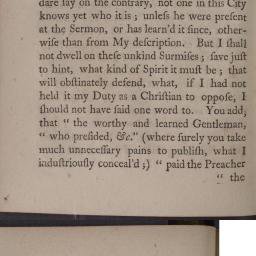 dare ſay on the contrary, not one in this City
knows yet who it is; unleſs he were preſent
at the Sermon, or has learn'd it ſince, other-
wiſe than from My deſcription. But I ſhall
not dwell on theſe unkind Surmiſes; ſave juſt
to hint, what kind of Spirit it muſt be; that
will obſtinately defend, what, if I had not
held it my Duty as a Chriſtian to oppoſe, I
ſhould not have ſaid one word to. You add,
that “ the worthy and learned Gentleman,
“ who preſided, &c.” (where ſurely you take
much unneceſſary pains to publiſh, what I
induſtriouſly conceal'd;) “ paid the Preacher
“ the